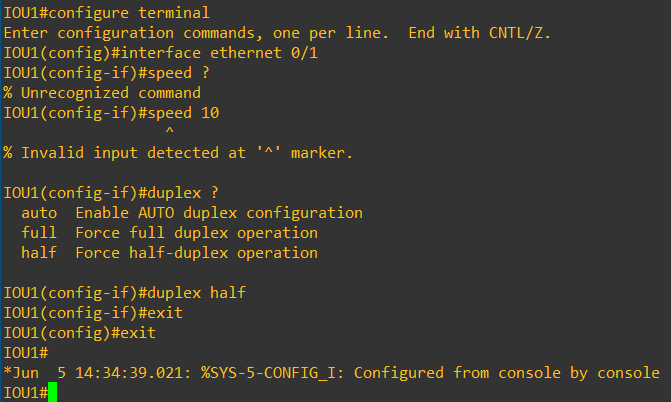 IOU1#configure terminal
Enter configuration commands, one per line.  End with CNTL/Z.
IOU1(config)#interface ethernet 0/1
IOU1(config-if)#speed ?
% Unrecognized command
IOU1(config-if)#speed 10
                    ^
% Invalid input detected at '^' marker.

IOU1(config-if)#duplex ?
  auto  Enable AUTO duplex configuration
  full  Force full duplex operation
  half  Force half-duplex operation

IOU1(config-if)#duplex half
IOU1(config-if)#exit
IOU1(config)#exit
IOU1#
*Jun  5 14:34:39.021: %SYS-5-CONFIG_I: Configured from console by console
IOU1#